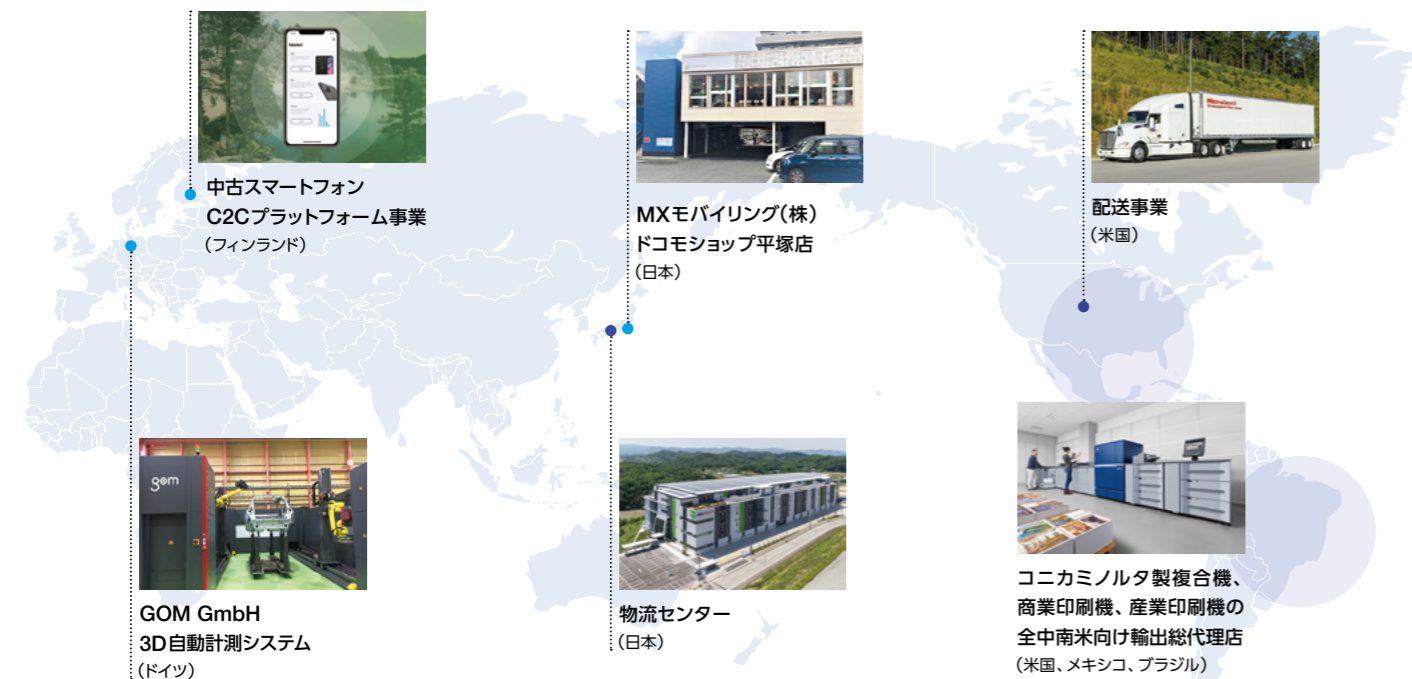 Market
中古スマートフォン
C2Cプラットフォーム事業
（フィンランド）
MXモバイリング（株）
ドコモショップ平塚店
（日本）
配送事業
（米国）
gom
GOM GmbH
3D自動計測システム
（ドイツ）
物流センター
（日本）
コニカミノルタ製複合機、
商業印刷機、産業印刷機の
全中南米向け輸出総代理店
（米国、メキシコ、ブラジル）